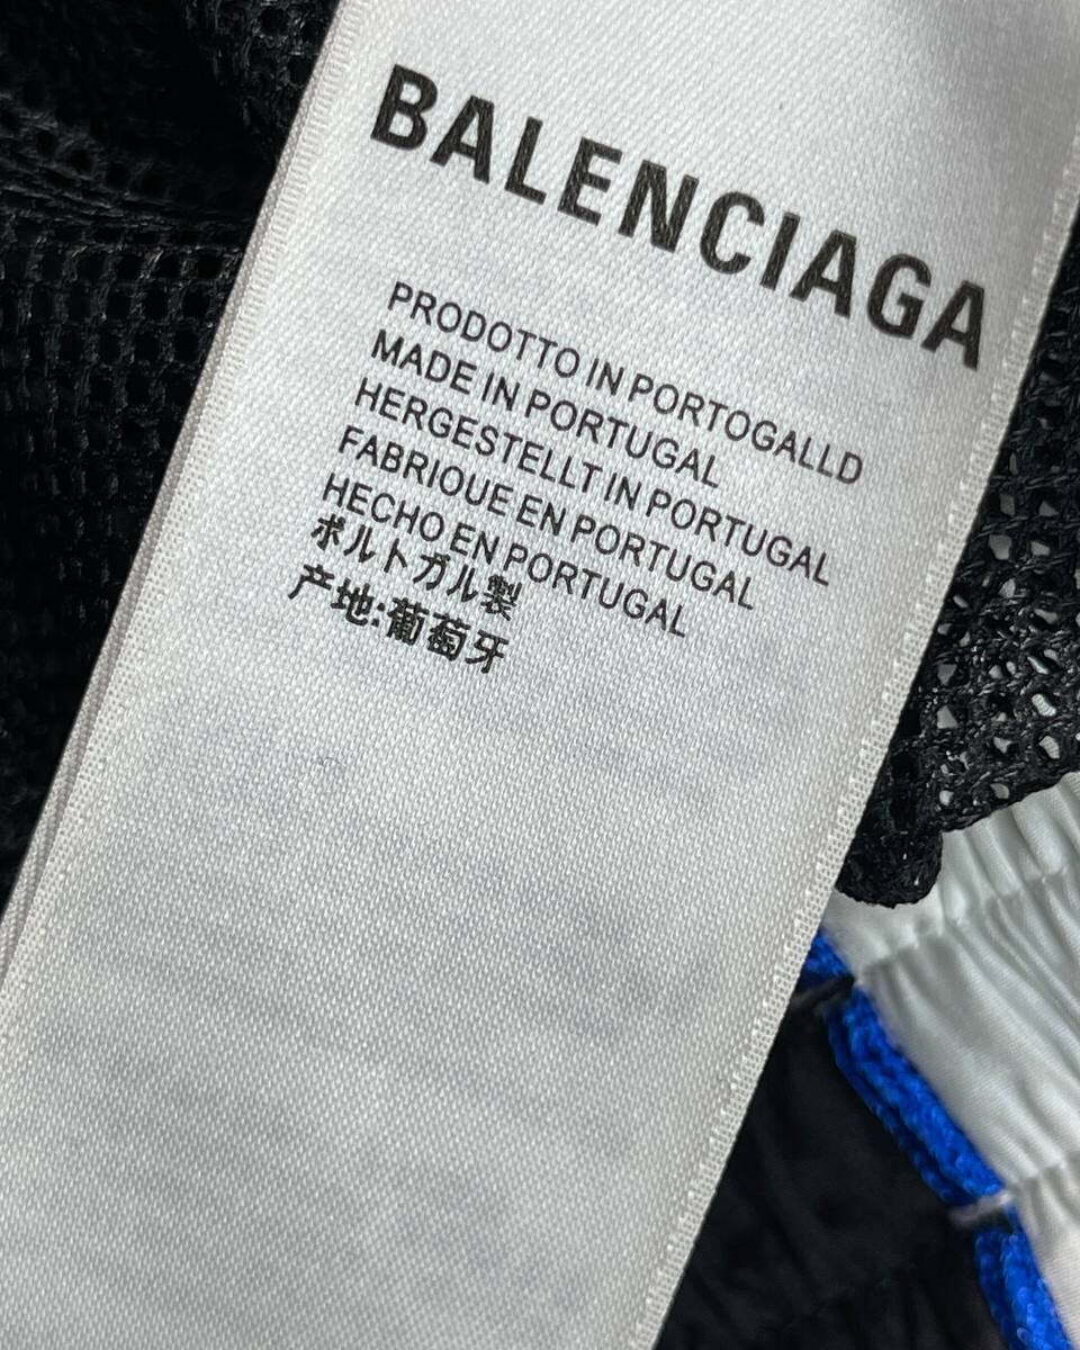 BALENCIAGA
PRODOTTO IN PORTOGALLD
MADE IN PORTUGAL
HERGESTELLT IN PORTUGAL
FABRIOUE EN PORTUGAL
HECHO EN PORTUGAL
ポルトガル製
产地:葡萄牙